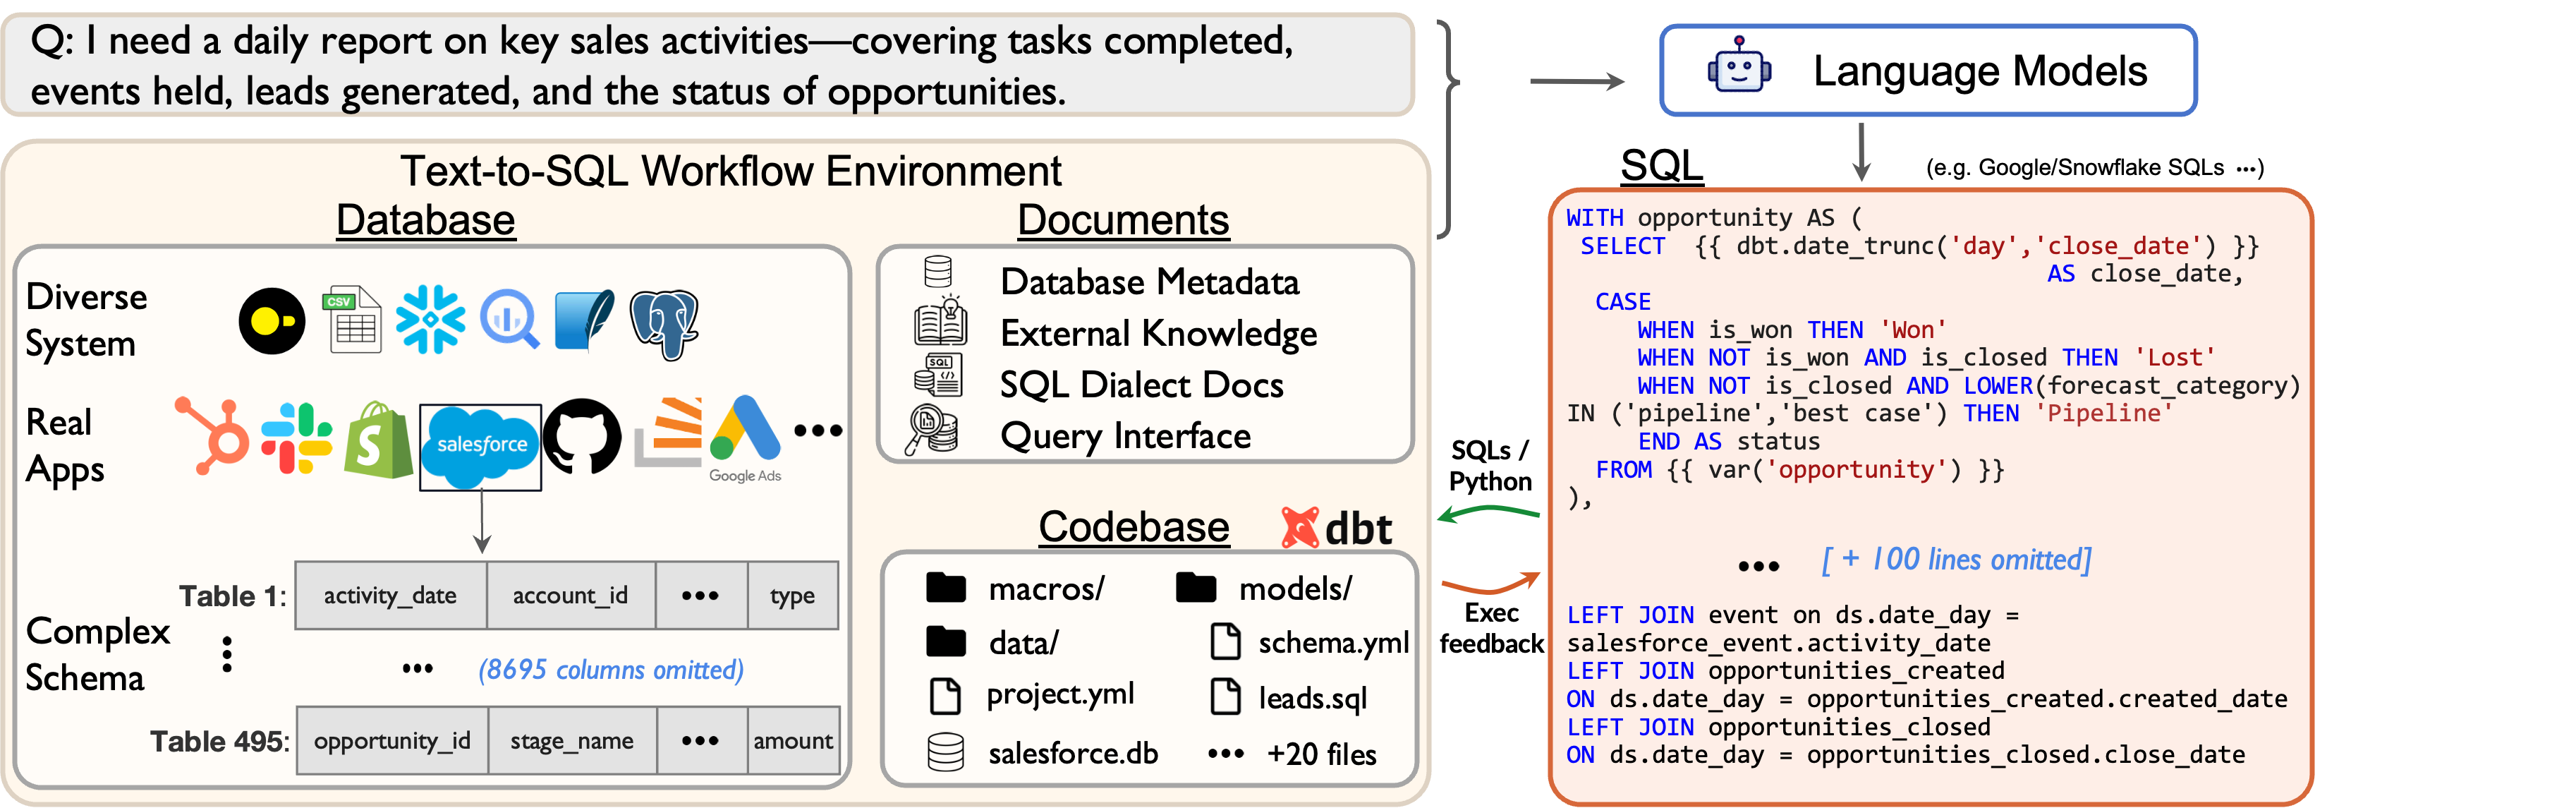 Q: I need a daily report on key sales activities—covering tasks completed,
events held, leads generated, and the status of opportunities.
Text-to-SQL Workflow Environment
Database
Diverse
System
CSV
Real
Apps
S
salesforce
Google Ads
•••
Complex
Schema
Table 1:
activity_date
account_id
•••
type
•••
(8695 columns omitted)
Table 495:
opportunity_id
stage_name
•••
amount
Documents
Database Metadata
External Knowledge
SQL
SQL Dialect Docs
Query Interface
Codebase
dbt
macros/
models/
data/
schema.yml
project.yml
leads.sql
salesforce.db
••• +20 files
SQLs /
Python
Exec
feedback
Language Models
SQL
(e.g. Google/Snowflake SQLs •••)
WITH opportunity AS (
SELECT {{ dbt.date_trunc('day','close_date') }}
AS close_date,
CASE
WHEN is_won THEN 'Won'
WHEN NOT is_won AND is_closed THEN 'Lost'
WHEN NOT is_closed AND LOWER(forecast_category)
IN ('pipeline','best case') THEN 'Pipeline'
END AS status
FROM {{ var('opportunity') }}
),
••• [ + 100 lines omitted]
LEFT JOIN event on ds.date_day =
salesforce_event.activity_date
LEFT JOIN opportunities_created
ON ds.date_day = opportunities_created.created_date
LEFT JOIN opportunities_closed
ON ds.date_day = opportunities_closed.close_date